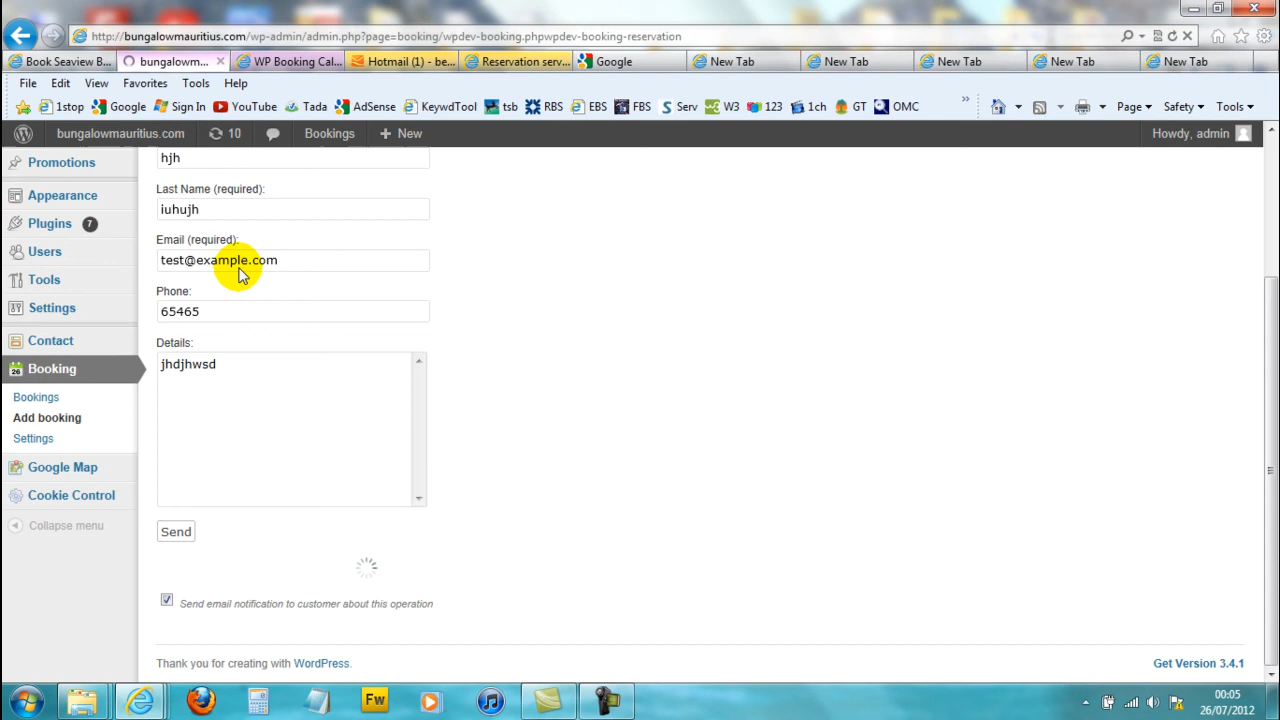 http://bungalowmauritius.com/wp-admin/admin.php?page=booking/wpdev-booking.phpwpdev-booking-reservation
Book Seaview B... bungalowm... WP Booking Cal... Hotmail (1) - be... Reservation serv... Google New Tab New Tab New Tab New Tab New Tab
File Edit View Favorites Tools Help
1stop Google Sign In YouTube Tada AdSense KeywdTool tsb RBS EBS FBS Serv W3 123 1ch GT OMC » Page Safety Tools
bungalowmauritius.com 10 Bookings + New Howdy, admin
Promotions
Appearance
Plugins 7
Users
Tools
Settings
Contact
26 Booking
Bookings
Add booking
Settings
Google Map
Cookie Control
Collapse menu
hjh
Last Name (required):
iuhujh
Email (required):
test@example.com
Phone:
65465
Details:
jhdjhwsd
Send
Send email notification to customer about this operation
Thank you for creating with WordPress. Get Version 3.4.1
Fw
00:05
26/07/2012